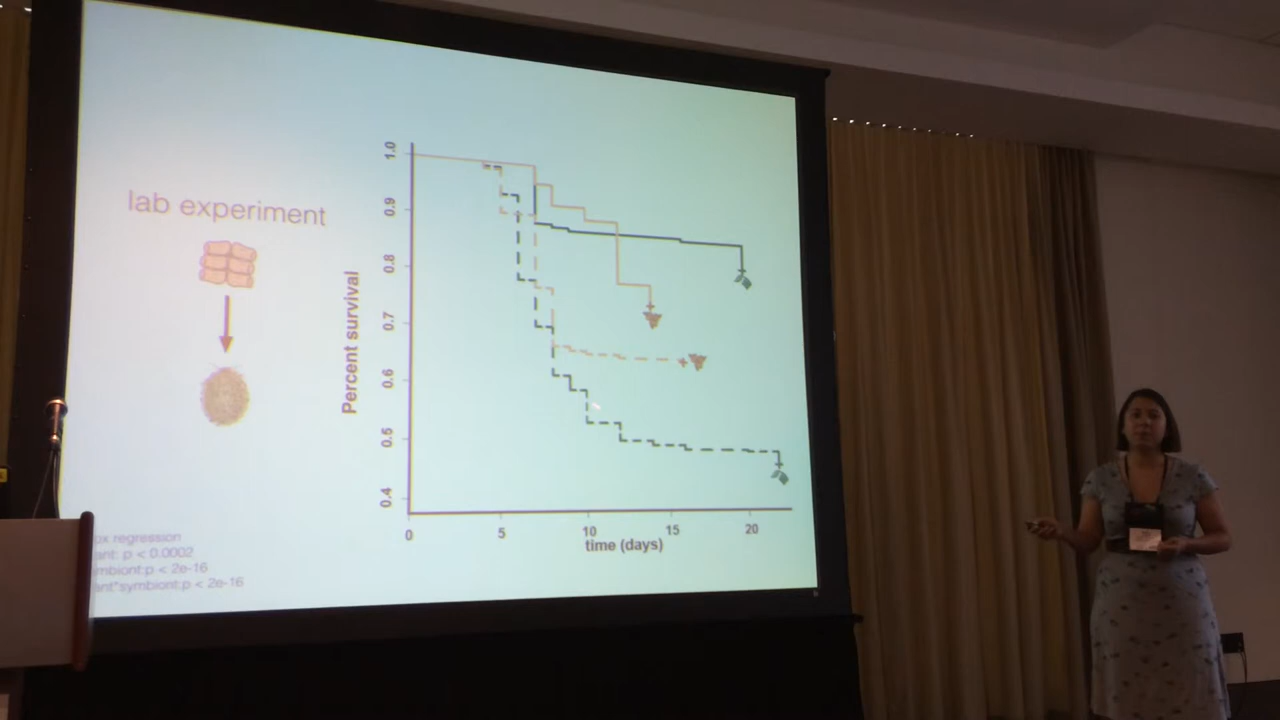 lab experiment
Percent survival
1.0
0.9
0.8
0.7
0.6
0.5
0.4
0
5
10
15
20
time (days)
ox regression
ant: p < 0.0002
mbiont:p < 2e-16
ant*symbiont:p < 2e-16